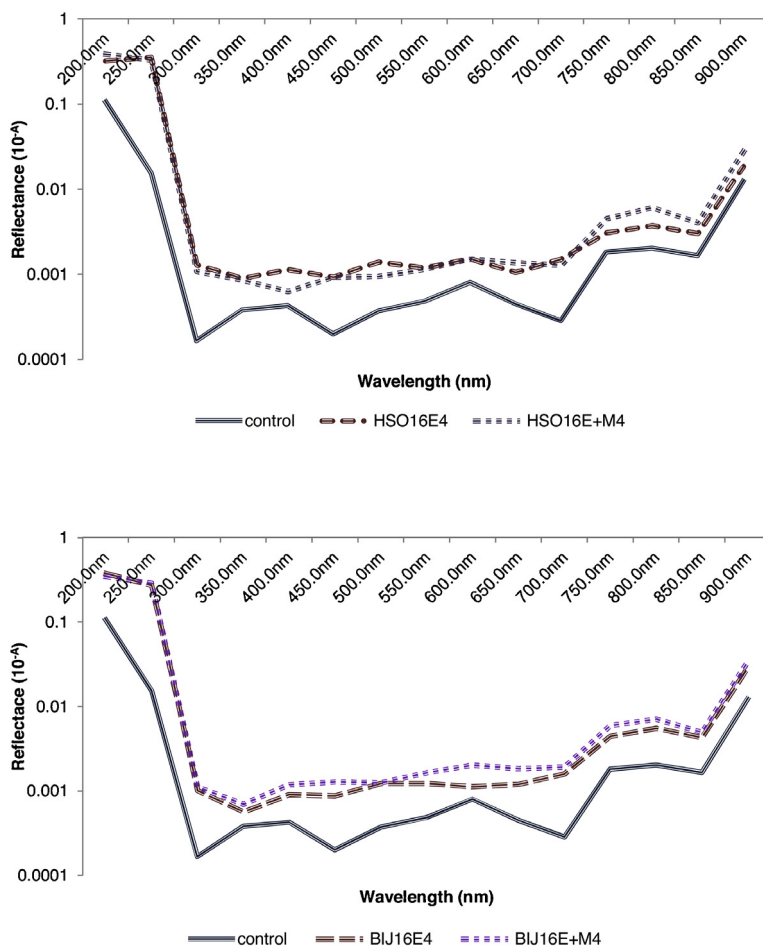 1
0.1
0.01
0.001
0.0001
Reflectance (10⁻ᴬ)
200.0nm
250.0nm
300.0nm
350.0nm
400.0nm
450.0nm
500.0nm
550.0nm
600.0nm
650.0nm
700.0nm
750.0nm
800.0nm
850.0nm
900.0nm
Wavelength (nm)
control HSO16E4 HSO16E+M4
1
0.1
0.01
0.001
0.0001
Reflectace (10⁻ᴬ)
200.0nm
250.0nm
300.0nm
350.0nm
400.0nm
450.0nm
500.0nm
550.0nm
600.0nm
650.0nm
700.0nm
750.0nm
800.0nm
850.0nm
900.0nm
Wavelength (nm)
control BIJ16E4 BIJ16E+M4